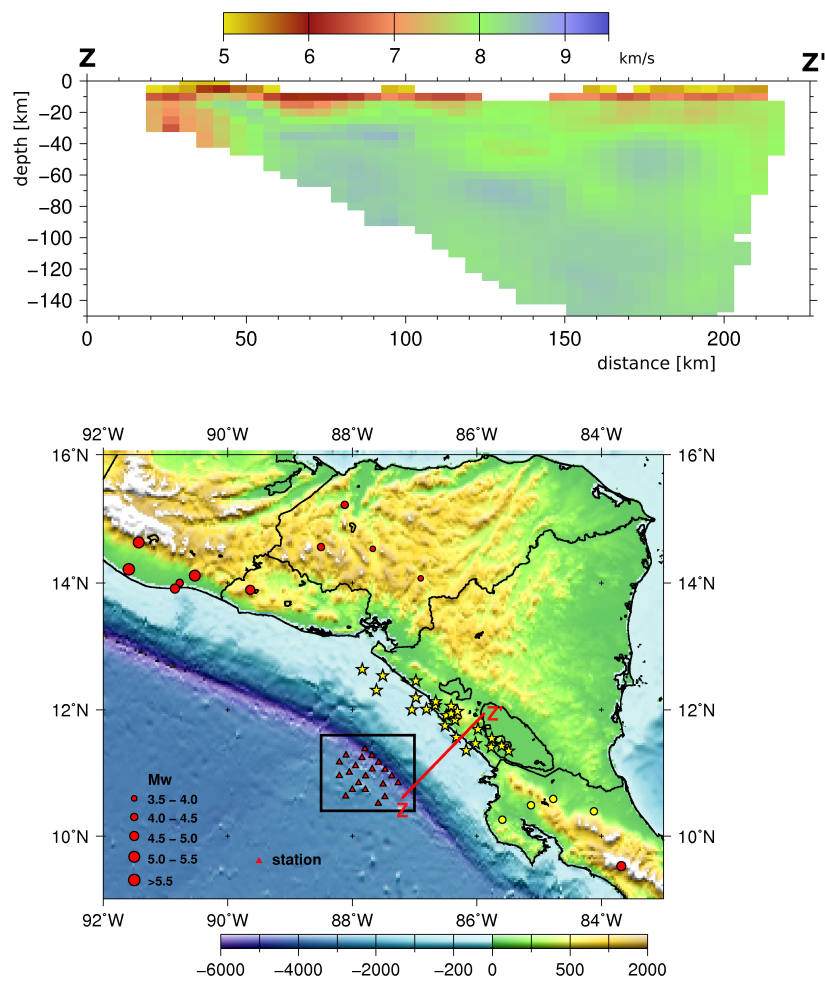 5 6 7 8 9 km/s
Z Z'
0
−20
−40
−60
−80
−100
−120
−140
depth [km]
0 50 100 150 200
distance [km]
92˚W 90˚W 88˚W 86˚W 84˚W
16˚N 16˚N
14˚N 14˚N
12˚N 12˚N
10˚N 10˚N
Z'
Z
Mw
3.5 – 4.0
4.0 – 4.5
4.5 – 5.0
5.0 – 5.5
>5.5
station
92˚W 90˚W 88˚W 86˚W 84˚W
−6000 −4000 −2000 −200 0 500 2000